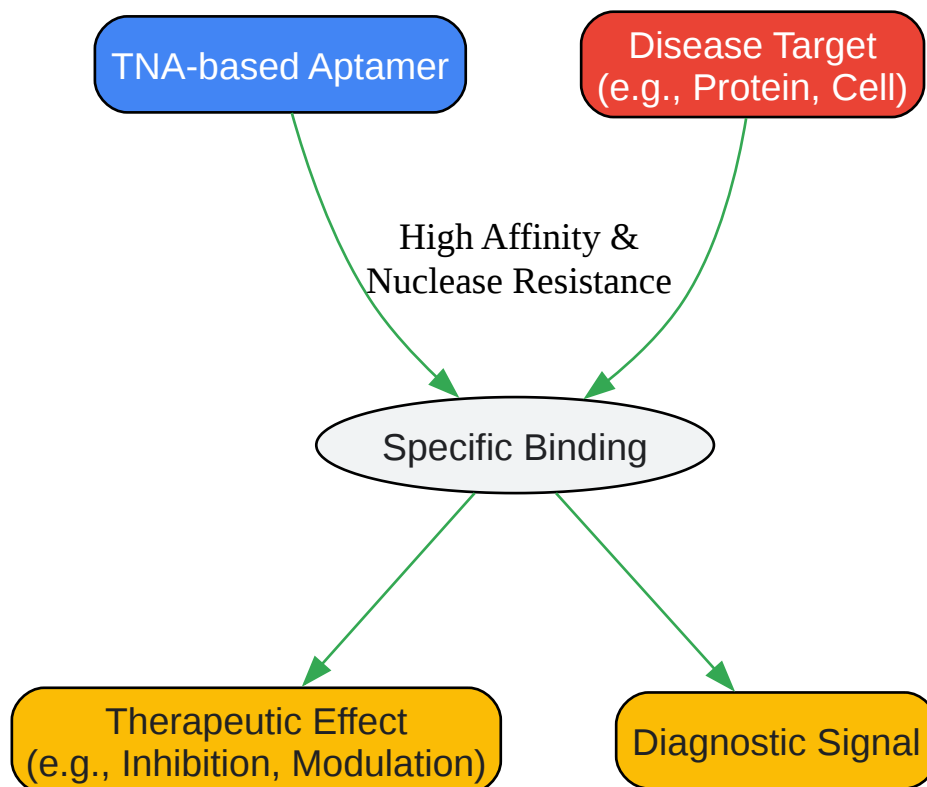 TNA-based Aptamer
Disease Target
(e.g., Protein, Cell)
High Affinity &
Nuclease Resistance
Specific Binding
Therapeutic Effect
(e.g., Inhibition, Modulation)
Diagnostic Signal